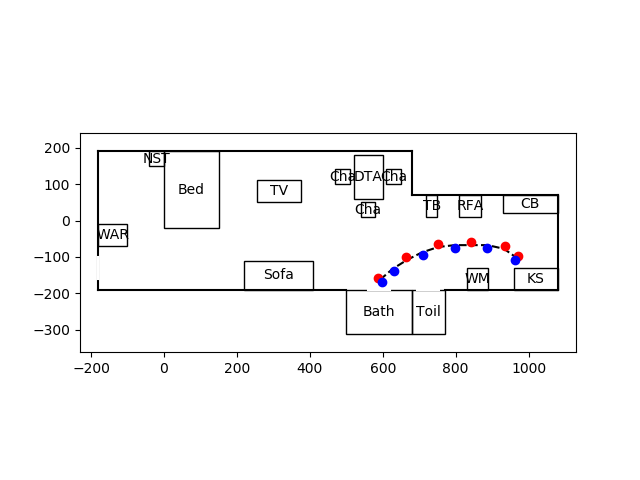 200
100
0
−100
−200
−300
−200
0
200
400
600
800
1000
NST
Bed
TV
Cha
DTA
Cha
Cha
TB
RFA
CB
WAR
Sofa
WM
KS
Bath
Toil